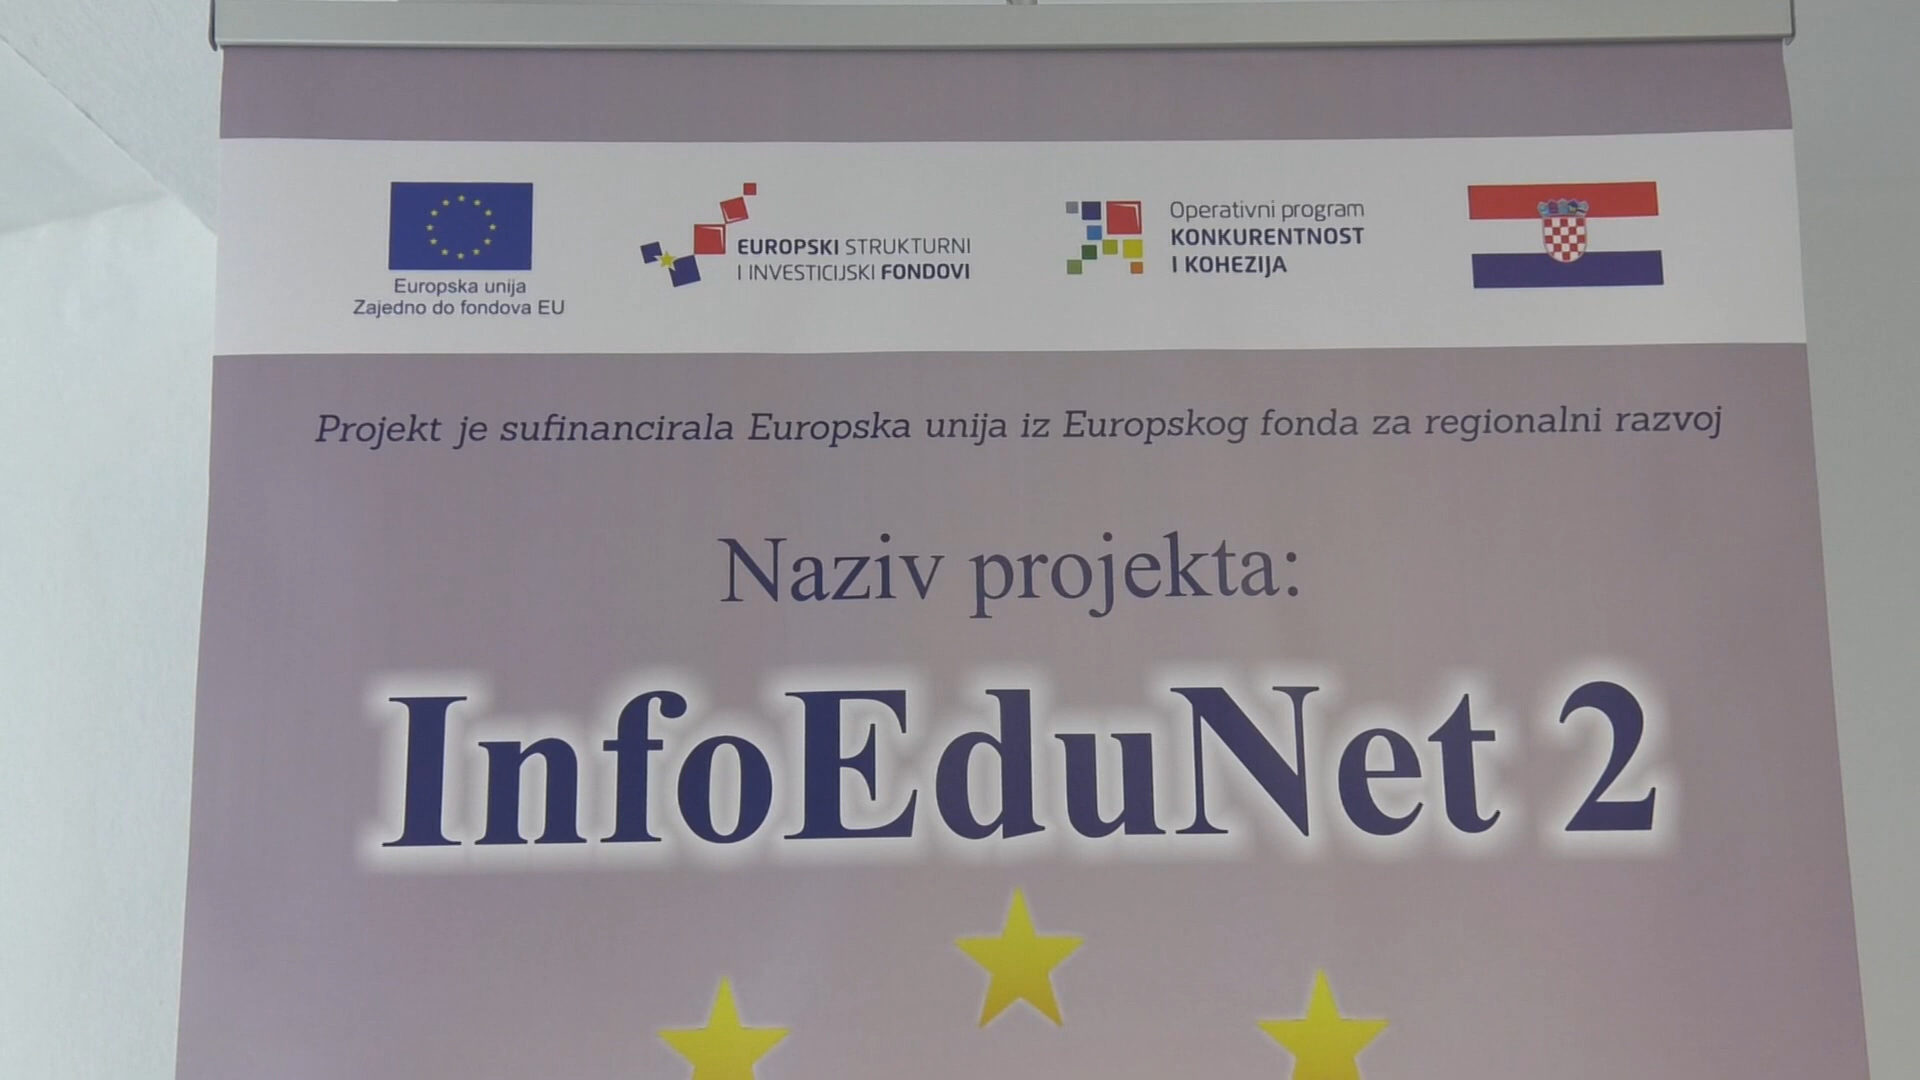 Europska unija
Zajedno do fondova EU
EUROPSKI STRUKTURNI
I INVESTICIJSKI FONDOVI
Operativni program
KONKURENTNOST
I KOHEZIJA
Projekt je sufinancirala Europska unija iz Europskog fonda za regionalni razvoj
Naziv projekta:
InfoEduNet 2